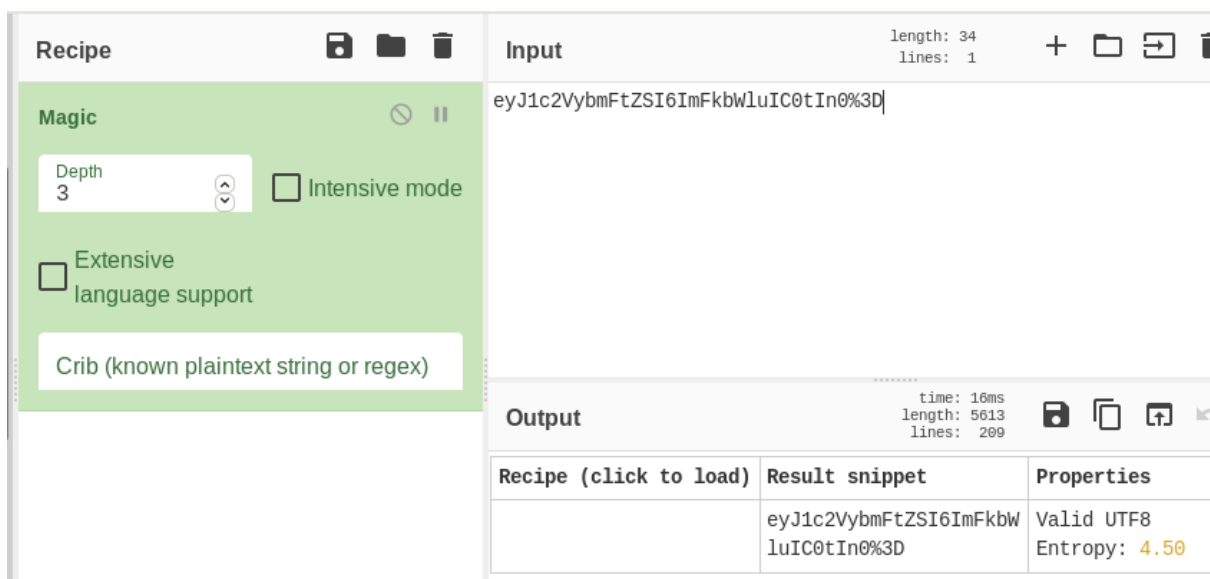 Recipe
Magic
Depth
3
Intensive mode
Extensive
language support
Crib (known plaintext string or regex)
Input
length: 34
lines: 1
eyJ1c2VybmFtZSI6ImFkbWluIC0tIn0%3D
Output
time: 16ms
length: 5613
lines: 209
Recipe (click to load) Result snippet Properties
eyJ1c2VybmFtZSI6ImFkbW Valid UTF8
luIC0tIn0%3D Entropy: 4.50